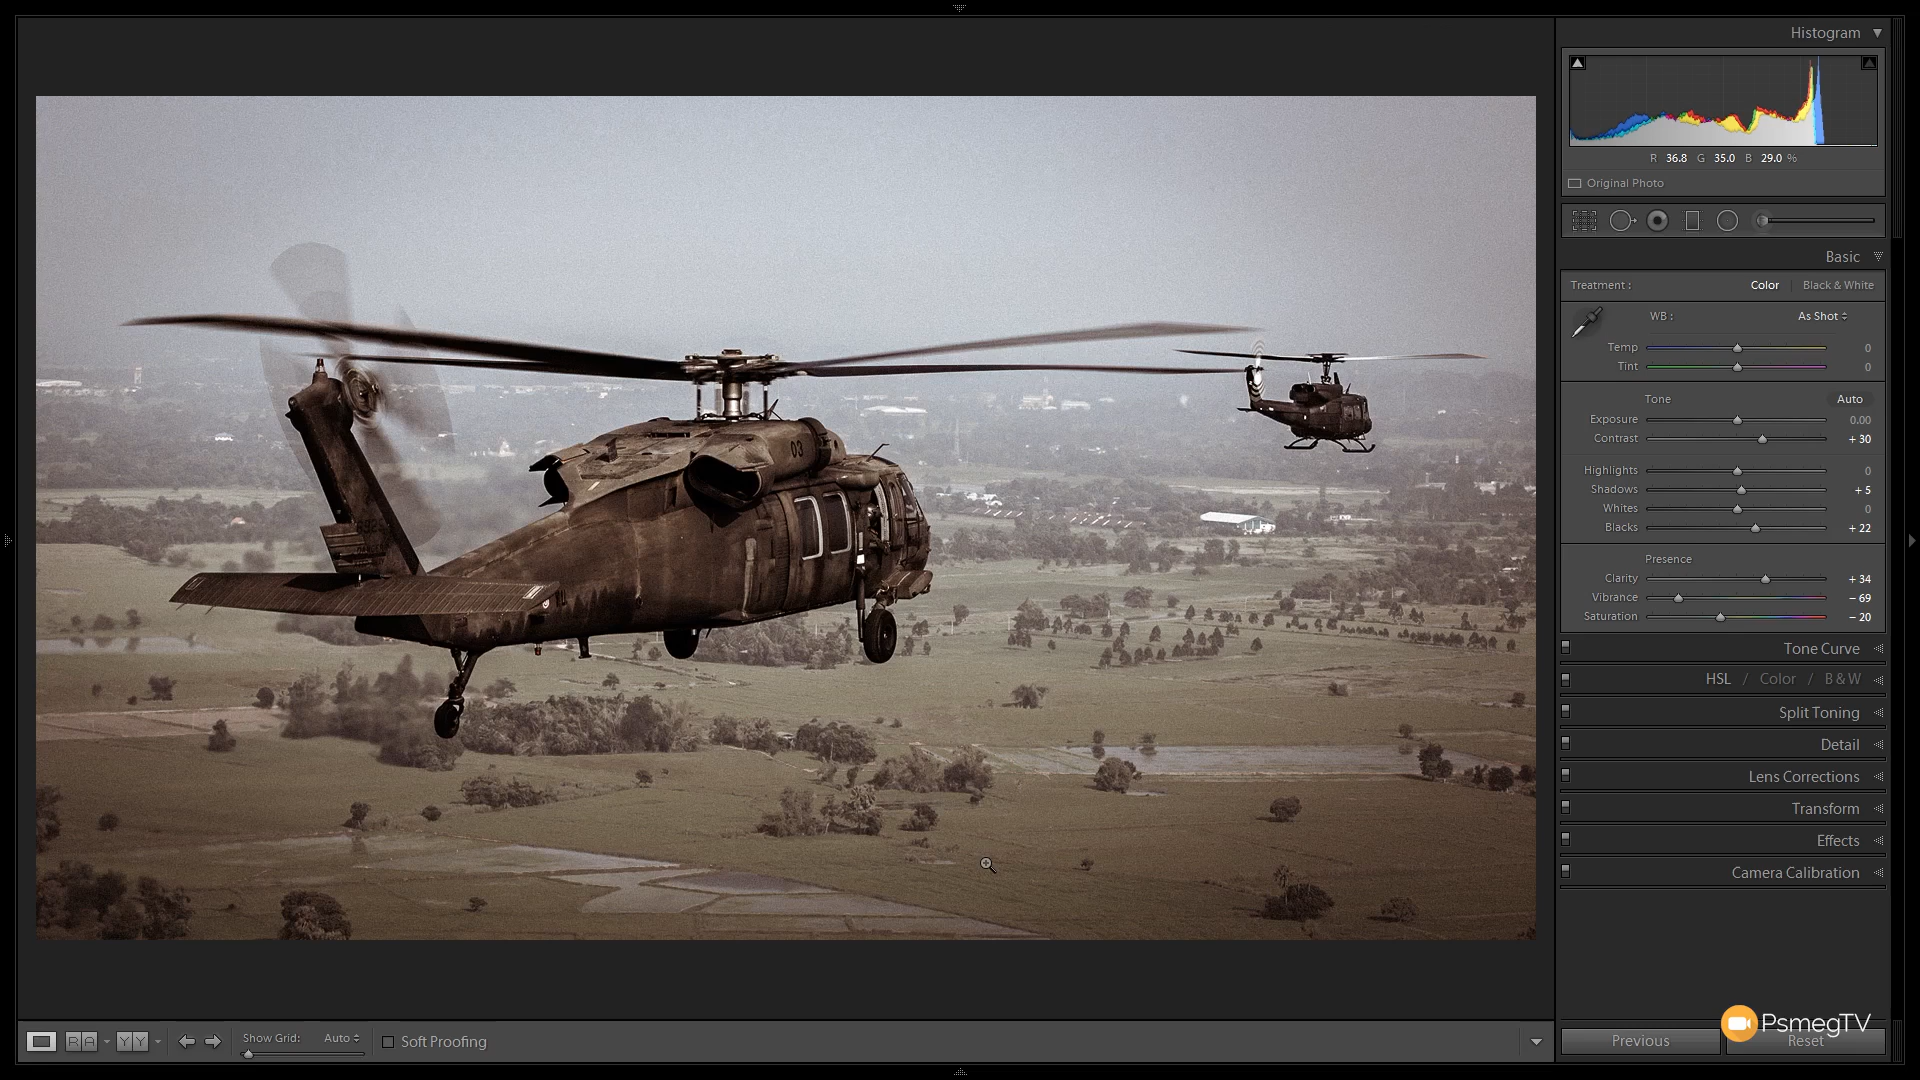 Histogram
R 36.8 G 35.0 B 29.0 %
Original Photo
Basic
Treatment : Color Black & White
WB : As Shot
Temp 0
Tint 0
Tone Auto
Exposure 0.00
Contrast + 30
Highlights 0
Shadows + 5
Whites 0
Blacks + 22
Presence
Clarity + 34
Vibrance − 69
Saturation − 20
Tone Curve
HSL / Color / B & W
Split Toning
Detail
Lens Corrections
Transform
Effects
Camera Calibration
03
R A Y Y Show Grid: Auto Soft Proofing
PsmegTV
Previous Reset